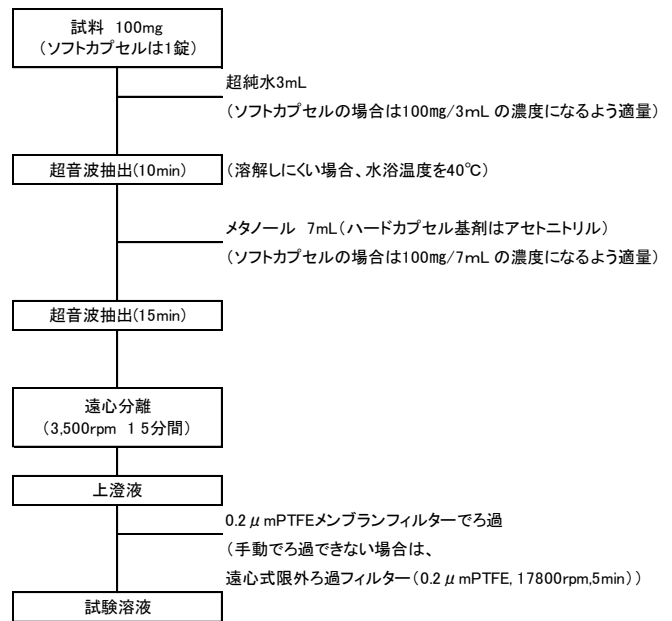 試料 100mg
（ソフトカプセルは1錠）
超純水3mL
（ソフトカプセルの場合は100㎎/3ｍL の濃度になるよう適量）
超音波抽出(10min)
（溶解しにくい場合、水浴温度を40℃）
メタノール 7mL（ハードカプセル基剤はアセトニトリル）
（ソフトカプセルの場合は100㎎/7ｍL の濃度になるよう適量）
超音波抽出(15min)
遠心分離
（3,500rpm １５分間）
上澄液
0.2μmPTFEメンブランフィルターでろ過
（手動でろ過できない場合は、
遠心式限外ろ過フィルター（0.2μmPTFE, 17800rpm,5min））
試験溶液